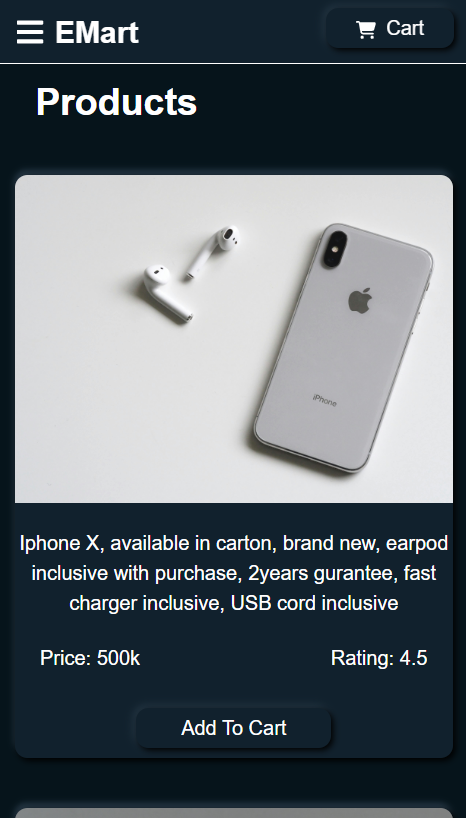 EMart
Cart
Products
iPhone
Iphone X, available in carton, brand new, earpod
inclusive with purchase, 2years gurantee, fast
charger inclusive, USB cord inclusive
Price: 500k
Rating: 4.5
Add To Cart